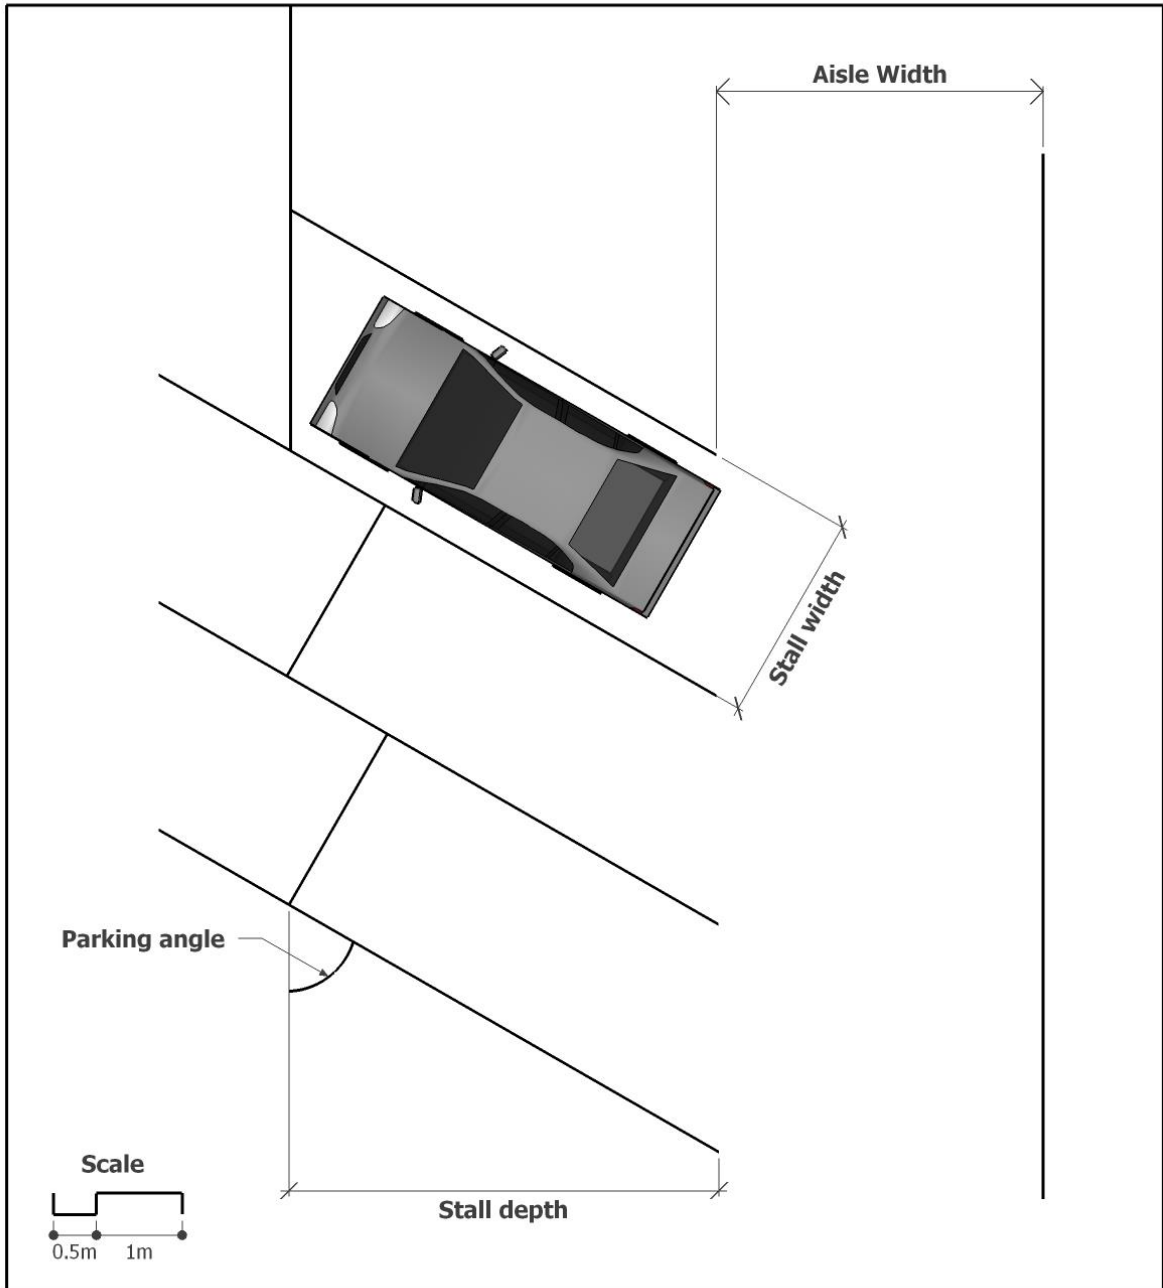 Aisle Width
Stall width
Parking angle
Scale
Stall depth
0.5m 1m